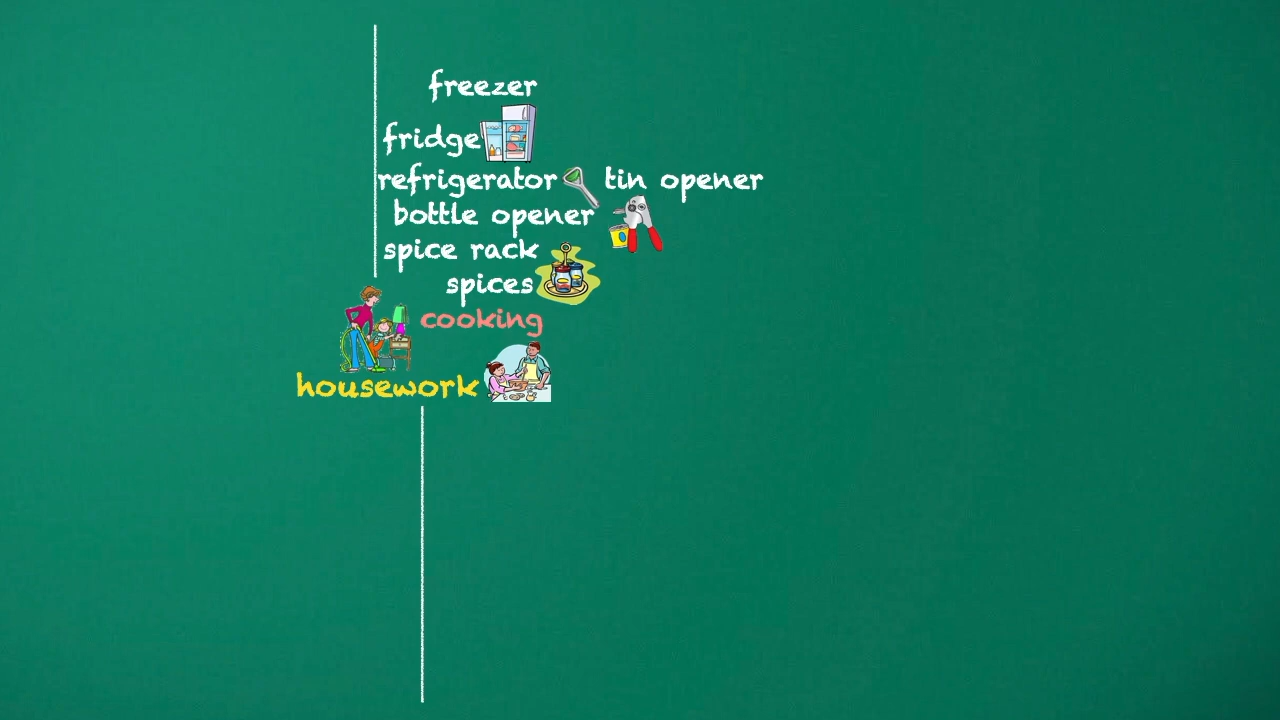 freezer
fridge
refrigerator tin opener
bottle opener
spice rack
spices
cooking
housework